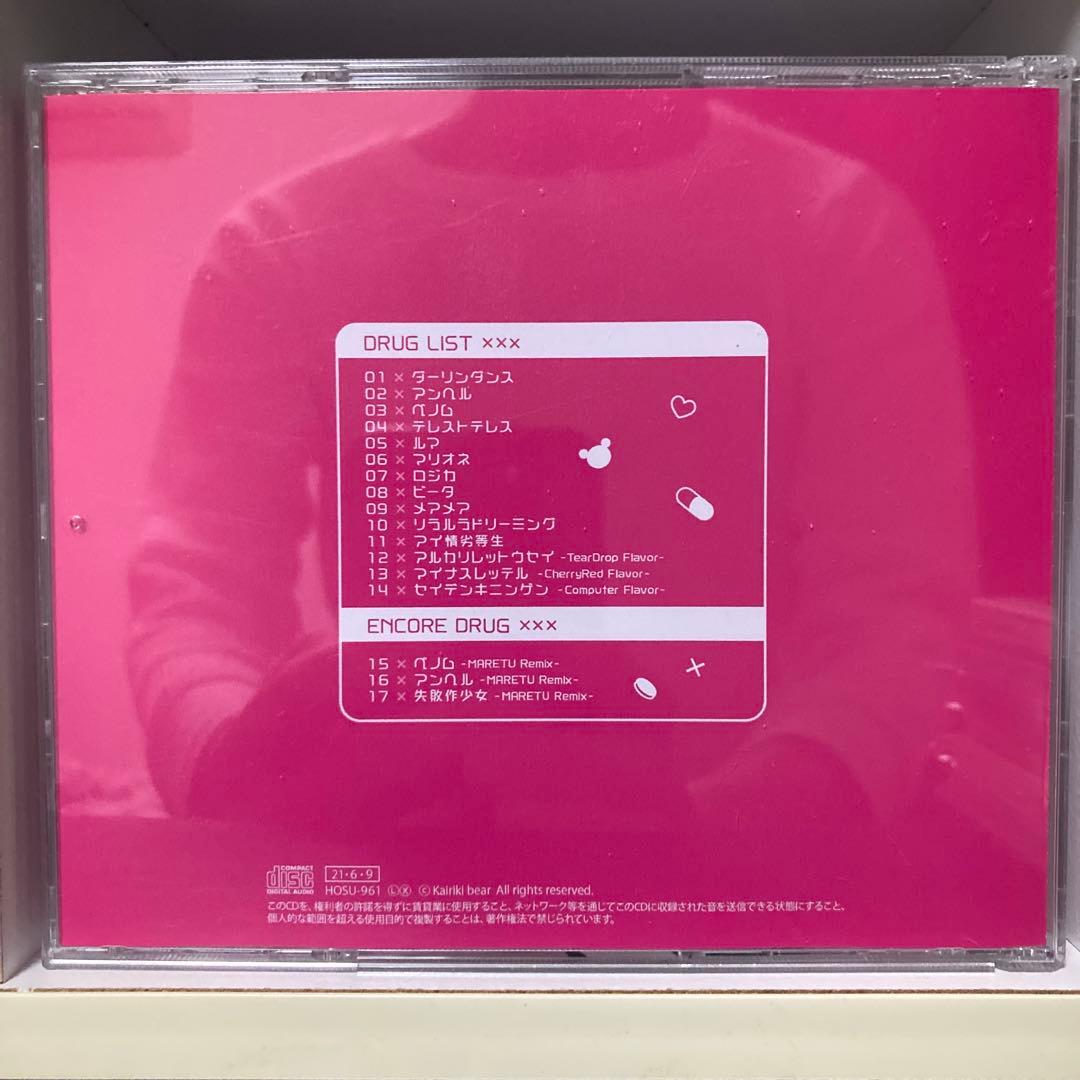 DRUG LIST ×××
01 × ダーリンダンス
02 × アンヘル
03 × ベノム
04 × テレストテレス
05 × ルマ
06 × マリオネ
07 × ロジカ
08 × ビータ
09 × メアメア
10 × リラルラドリーミング
11 × アイ情劣等生
12 × アルカリレットウセイ -TearDrop Flavor-
13 × マイナスレッテル -CherryRed Flavor-
14 × セイデンキニンゲン -Computer Flavor-
ENCORE DRUG ×××
15 × ベノム -MARETU Remix-
16 × アンヘル -MARETU Remix-
17 × 失敗作少女 -MARETU Remix-
COMPACT disc DIGITAL AUDIO
21・6・9
HOSU-961 Ⓛ Ⓧ ⓒ Kairiki bear All rights reserved.
このCDを、権利者の許諾を得ずに賃貸業に使用すること、ネットワーク等を通じてこのCDに収録された音を送信できる状態にすること、
個人的な範囲を超える使用目的で複製することは、著作権法で禁じられています。